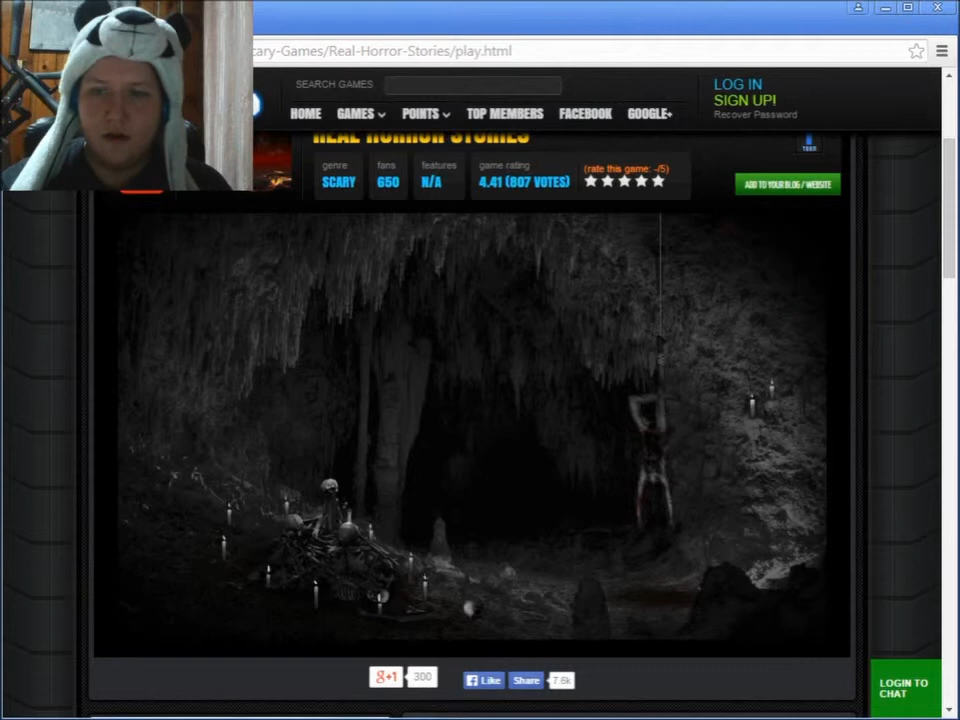 cary-Games/Real-Horror-Stories/play.html
SEARCH GAMES
LOG IN
SIGN UP!
Recover Password
HOME GAMES POINTS TOP MEMBERS FACEBOOK GOOGLE+
REAL HORROR STORIES
genre
SCARY
fans
650
features
N/A
game rating
4.41 (807 VOTES)
(rate this game: -/5)
ADD TO YOUR BLOG / WEBSITE
g+1 300
Like Share 7.6k
LOGIN TO
CHAT